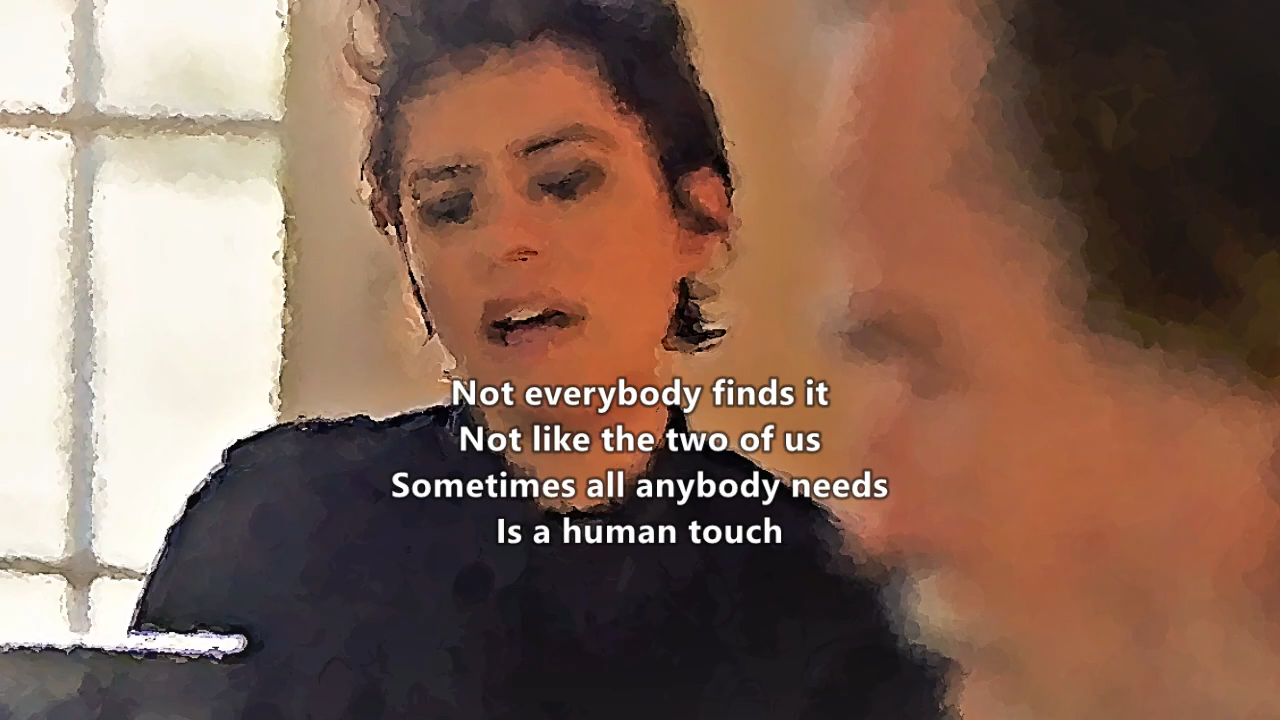 Not everybody finds it
Not like the two of us
Sometimes all anybody needs
Is a human touch